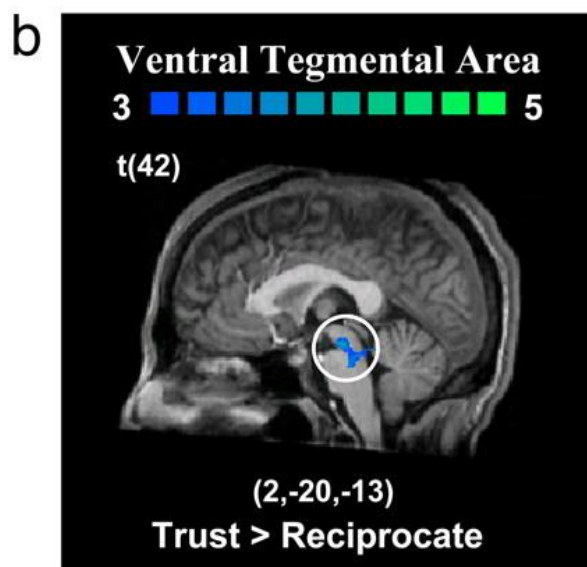 b
Ventral Tegmental Area
3 5
t(42)
(2,-20,-13)
Trust > Reciprocate